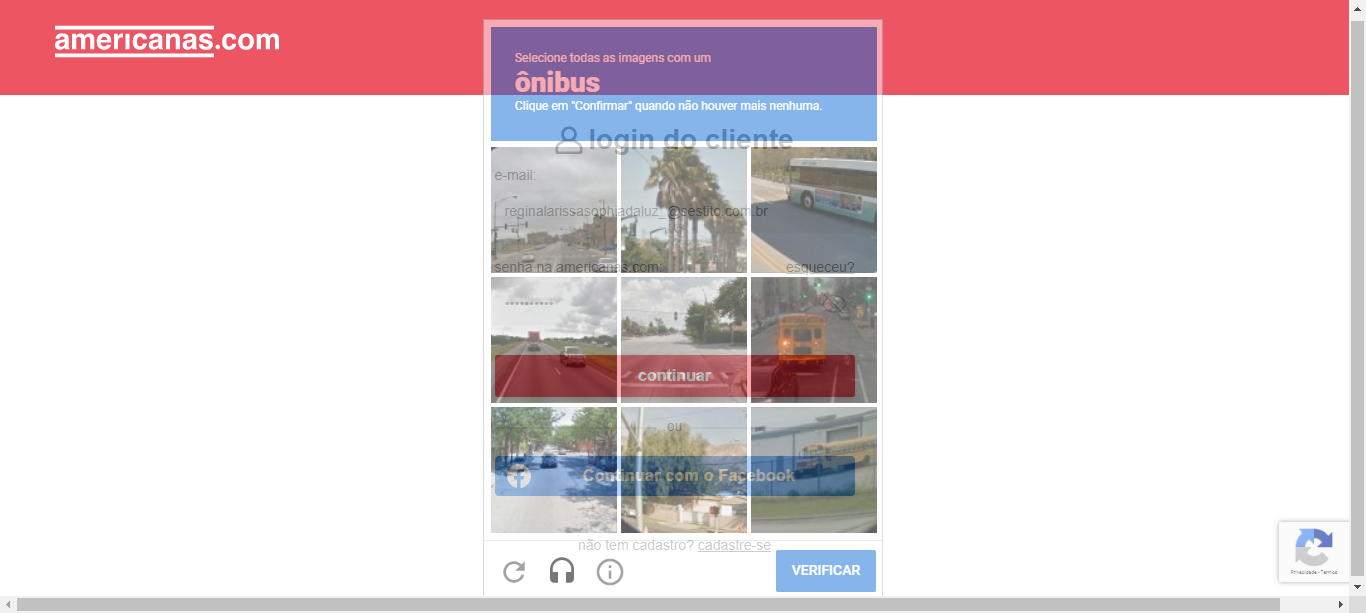 americanas.com
Selecione todas as imagens com um
ônibus
Clique em "Confirmar" quando não houver mais nenhuma.
login do cliente
e-mail:
reginalarissasophiadaluz_@sestito.com.br
senha na americanas.com:
esqueceu?
••••••••••
continuar
ou
Continuar com o Facebook
não tem cadastro? cadastre-se
VERIFICAR
Privacidade - Termos